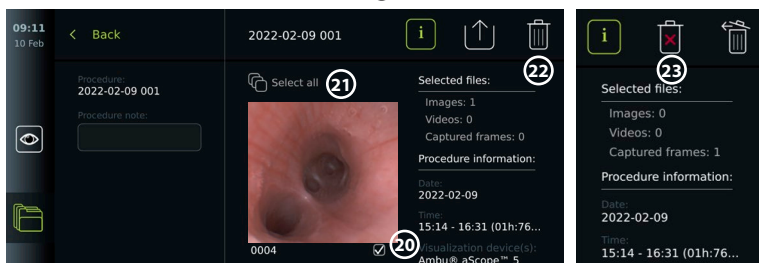 09:11
10 Feb
Back
2022-02-09 001
i
Procedure:
2022-02-09 001
Procedure note:
Select all
21
22
0004
20
Selected files:
Images: 1
Videos: 0
Captured frames: 0
Procedure information:
Date:
2022-02-09
Time:
15:14 - 16:31 (01h:76...
Visualization device(s):
Ambu® aScope™ 5
i
23
Selected files:
Images: 0
Videos: 0
Captured frames: 1
Procedure information:
Date:
2022-02-09
Time:
15:14 - 16:31 (01h:76...